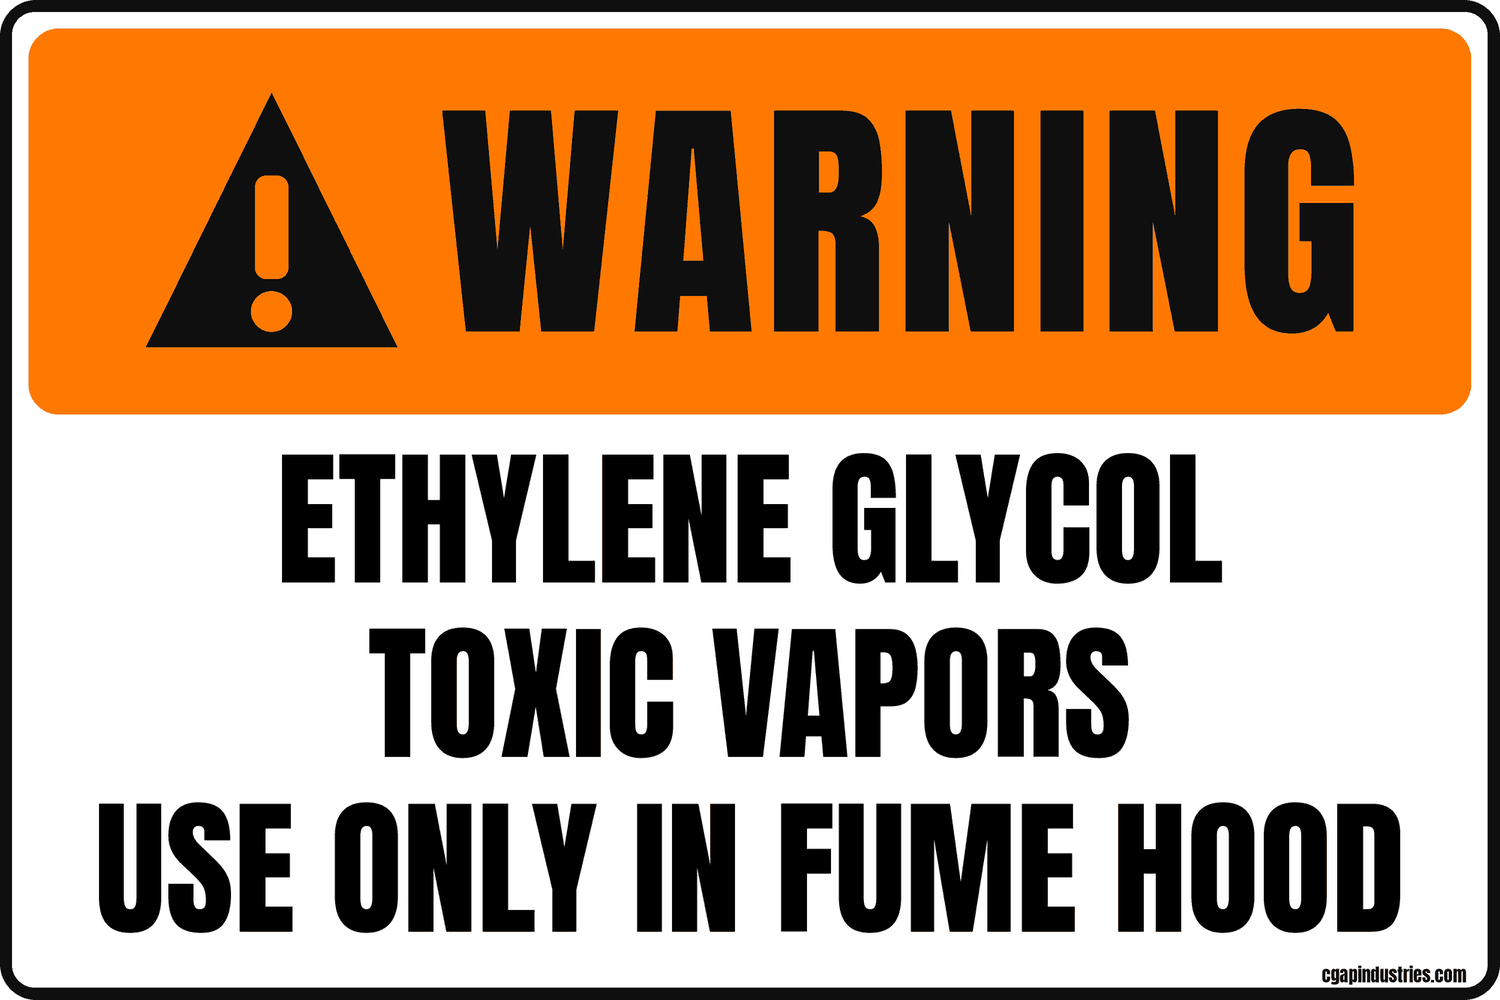 WARNING
ETHYLENE GLYCOL
TOXIC VAPORS
USE ONLY IN FUME HOOD
cgapindustries.com